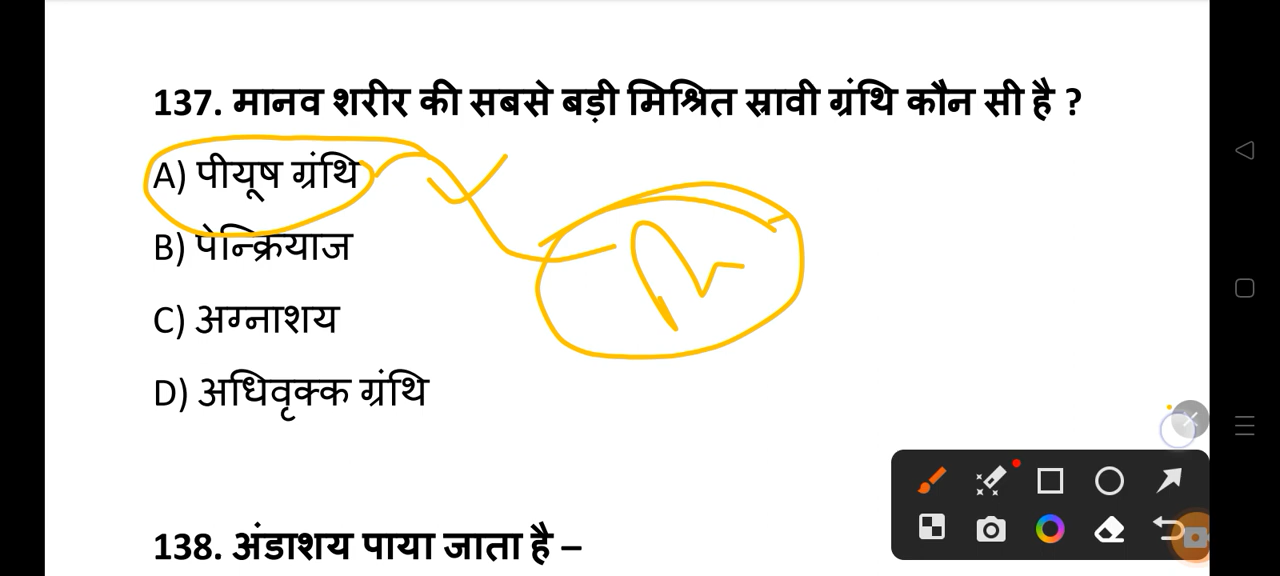 137. मानव शरीर की सबसे बड़ी मिश्रित स्रावी ग्रंथि कौन सी है ?
A) पीयूष ग्रंथि
B) पेन्क्रियाज
C) अग्नाशय
D) अधिवृक्क ग्रंथि
138. अंडाशय पाया जाता है –